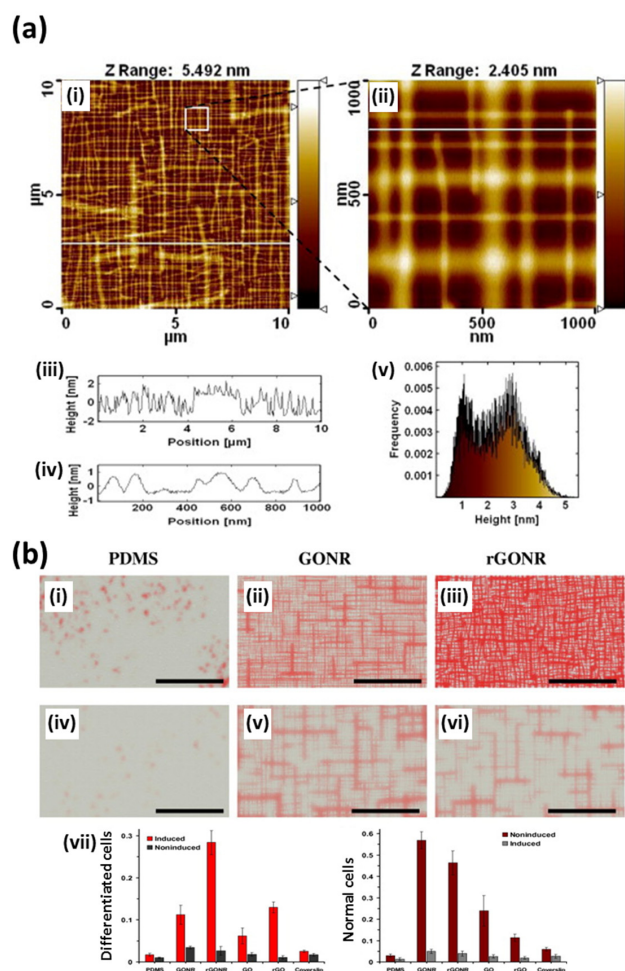 (a)
Z Range: 5.492 nm
Z Range: 2.405 nm
(i)
(ii)
10
5
0
µm
0
5
10
µm
1000
500
0
nm
0
500
1000
nm
(iii)
Height [nm]
2
0
-2
2
4
6
8
10
Position [µm]
(iv)
Height [nm]
1
0
-1
200
400
600
800
1000
Position [nm]
(v)
Frequency
0.006
0.005
0.004
0.003
0.002
0.001
1
2
3
4
5
Height [nm]
(b)
PDMS
GONR
rGONR
(i)
(ii)
(iii)
(iv)
(v)
(vi)
(vii)
Differentiated cells
0.3
0.2
0.1
0
Induced
Noninduced
PDMS
GONR
rGONR
GO
rGO
Coverslip
Normal cells
0.6
0.5
0.4
0.3
0.2
0.1
0
Noninduced
Induced
PDMS
GONR
rGONR
GO
rGO
Coverslip